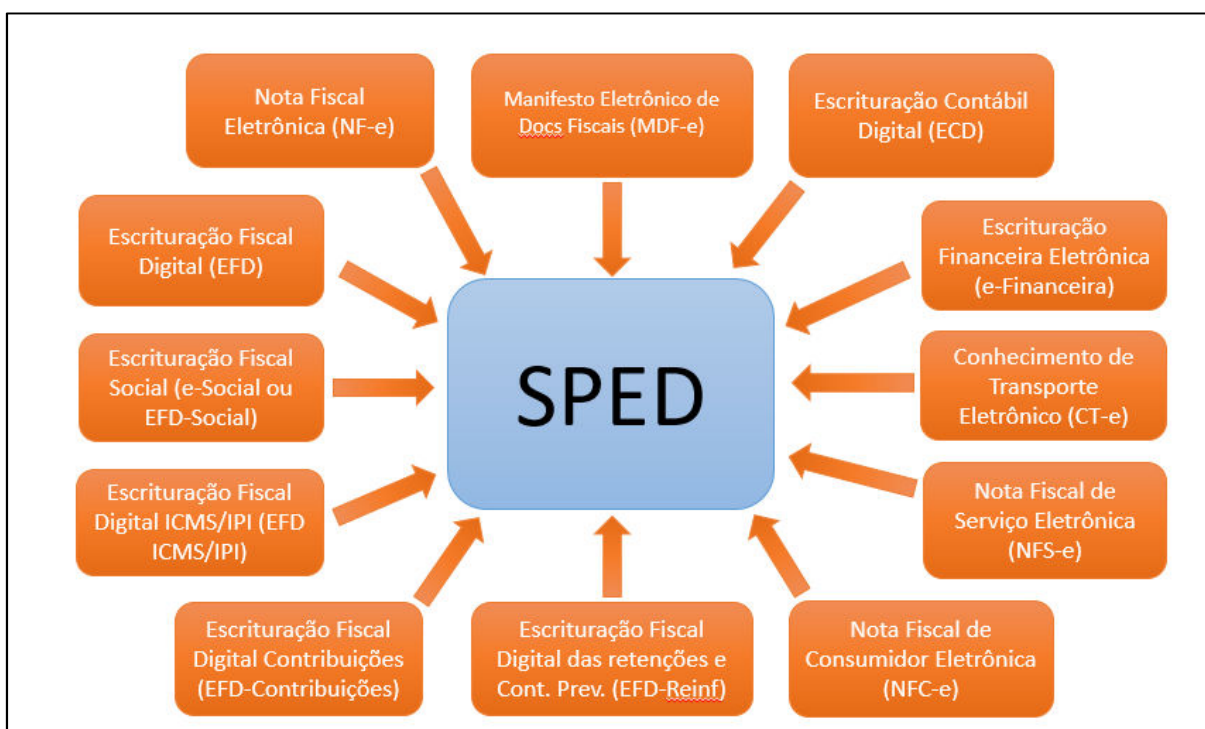 Nota Fiscal
Eletrônica (NF-e)
Manifesto Eletrônico de
Docs Fiscais (MDF-e)
Escrituração Contábil
Digital (ECD)
Escrituração Fiscal
Digital (EFD)
Escrituração
Financeira Eletrônica
(e-Financeira)
Escrituração Fiscal
Social (e-Social ou
EFD-Social)
SPED
Conhecimento de
Transporte
Eletrônico (CT-e)
Escrituração Fiscal
Digital ICMS/IPI (EFD
ICMS/IPI)
Nota Fiscal de
Serviço Eletrônica
(NFS-e)
Escrituração Fiscal
Digital Contribuições
(EFD-Contribuições)
Escrituração Fiscal
Digital das retenções e
Cont. Prev. (EFD-Reinf)
Nota Fiscal de
Consumidor Eletrônica
(NFC-e)